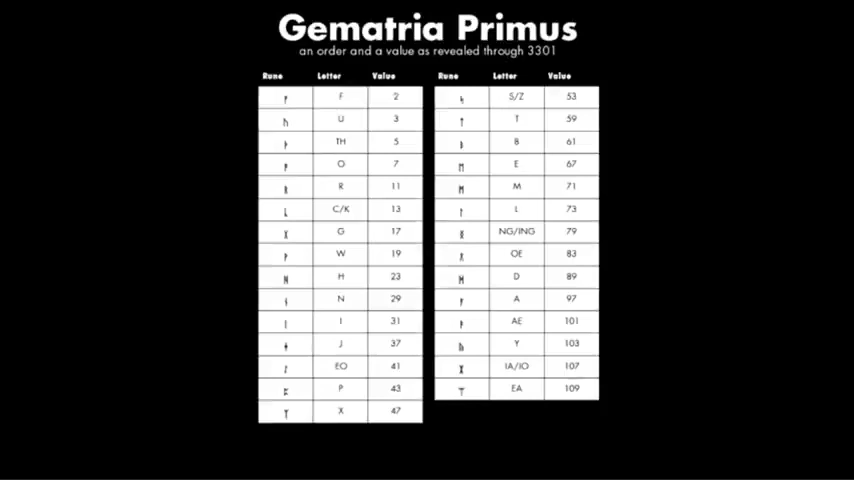 Gematria Primus
an order and a value as revealed through 3301
Rune Letter Value
ᚠ F 2
ᚢ U 3
ᚦ TH 5
ᚩ O 7
ᚱ R 11
ᚳ C/K 13
ᚷ G 17
ᚹ W 19
ᚻ H 23
ᚾ N 29
ᛁ I 31
ᛄ J 37
ᛇ EO 41
ᛈ P 43
ᛉ X 47
Rune Letter Value
ᛋ S/Z 53
ᛏ T 59
ᛒ B 61
ᛖ E 67
ᛗ M 71
ᛚ L 73
ᛝ NG/ING 79
ᛟ OE 83
ᛞ D 89
ᚪ A 97
ᚫ AE 101
ᚣ Y 103
ᛡ IA/IO 107
ᛠ EA 109